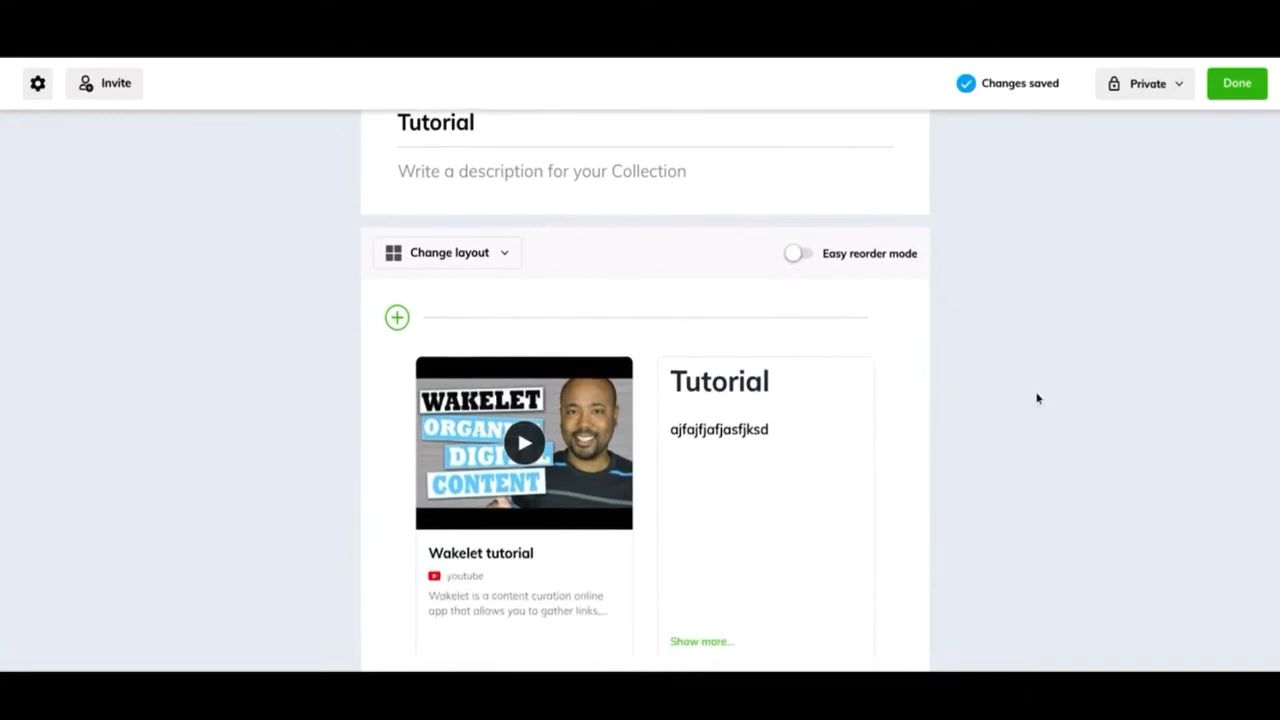 Invite
Changes saved
Private
Done
Tutorial
Write a description for your Collection
Change layout
Easy reorder mode
WAKELET
DIGI
CONTENT
Wakelet tutorial
youtube
Wakelet is a content curation online
app that allows you to gather links,...
Tutorial
ajfajfjafjasfjksd
Show more...